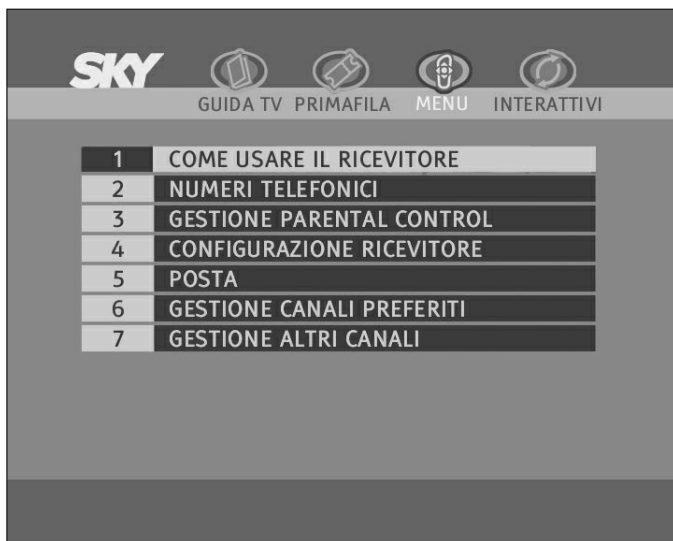 SKY
GUIDA TV PRIMAFILA MENU INTERATTIVI
1 COME USARE IL RICEVITORE
2 NUMERI TELEFONICI
3 GESTIONE PARENTAL CONTROL
4 CONFIGURAZIONE RICEVITORE
5 POSTA
6 GESTIONE CANALI PREFERITI
7 GESTIONE ALTRI CANALI